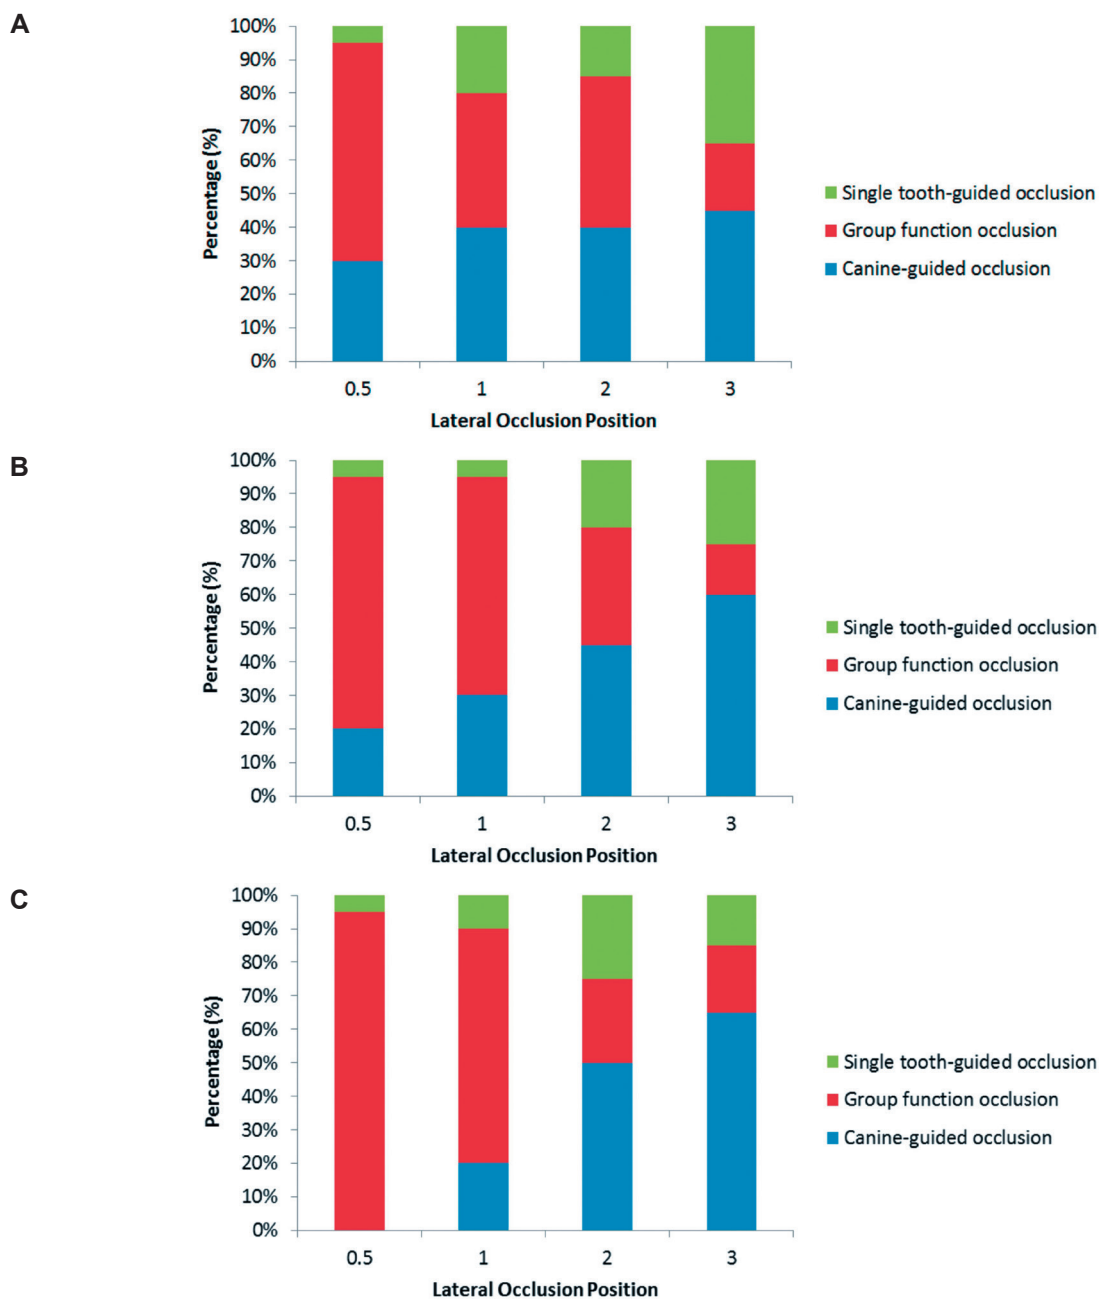 A
100%
90%
80%
70%
60%
50%
40%
30%
20%
10%
0%
Percentage (%)
0.5 1 2 3
Lateral Occlusion Position
Single tooth-guided occlusion
Group function occlusion
Canine-guided occlusion
B
100%
90%
80%
70%
60%
50%
40%
30%
20%
10%
0%
Percentage (%)
0.5 1 2 3
Lateral Occlusion Position
Single tooth-guided occlusion
Group function occlusion
Canine-guided occlusion
C
100%
90%
80%
70%
60%
50%
40%
30%
20%
10%
0%
Percentage (%)
0.5 1 2 3
Lateral Occlusion Position
Single tooth-guided occlusion
Group function occlusion
Canine-guided occlusion